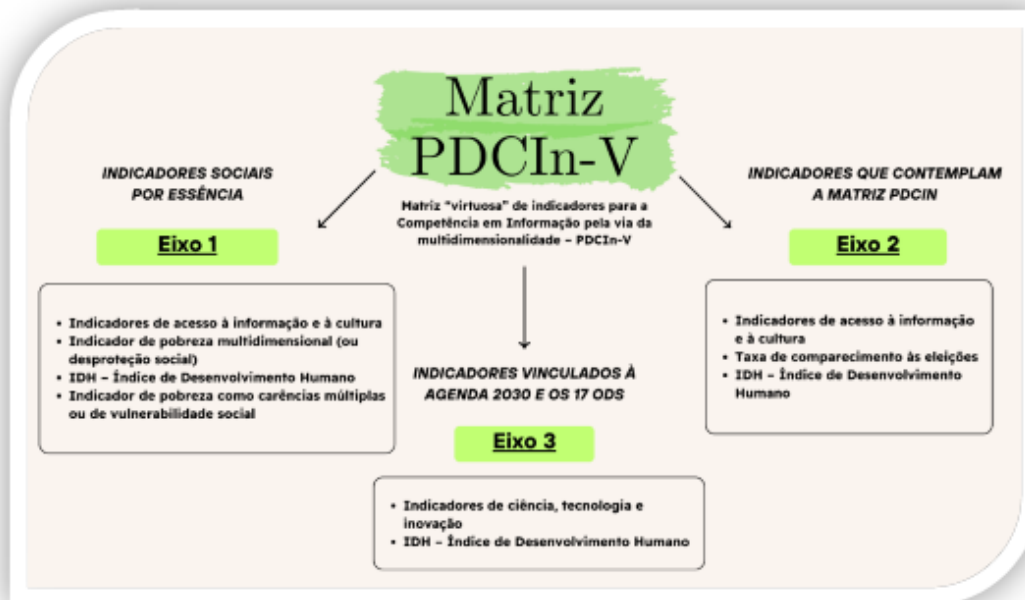 Matriz
PDCIn-V
Matriz "virtuosa" de indicadores para a
Competência em Informação pela via da
multidimensionalidade – PDCIn-V
INDICADORES SOCIAIS
POR ESSÊNCIA
Eixo 1
• Indicadores de acesso à informação e à cultura
• Indicador de pobreza multidimensional (ou
desproteção social)
• IDH – Índice de Desenvolvimento Humano
• Indicador de pobreza como carências múltiplas
ou de vulnerabilidade social
INDICADORES QUE CONTEMPLAM
A MATRIZ PDCIN
Eixo 2
• Indicadores de acesso à informação
e à cultura
• Taxa de comparecimento às eleições
• IDH – Índice de Desenvolvimento
Humano
INDICADORES VINCULADOS À
AGENDA 2030 E OS 17 ODS
Eixo 3
• Indicadores de ciência, tecnologia e
inovação
• IDH – Índice de Desenvolvimento Humano